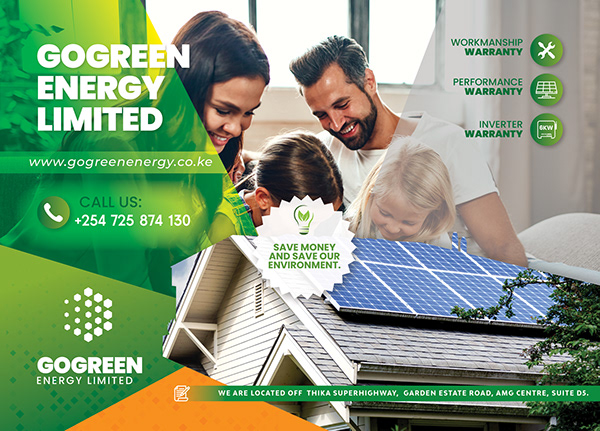 GOGREEN
ENERGY
LIMITED
www.gogreenenergy.co.ke
CALL US:
+254 725 874 130
WORKMANSHIP
WARRANTY
PERFORMANCE
WARRANTY
INVERTER
WARRANTY
6KW
SAVE MONEY
AND SAVE OUR
ENVIRONMENT.
GOGREEN
ENERGY LIMITED
WE ARE LOCATED OFF THIKA SUPERHIGHWAY, GARDEN ESTATE ROAD, AMG CENTRE, SUITE D5.